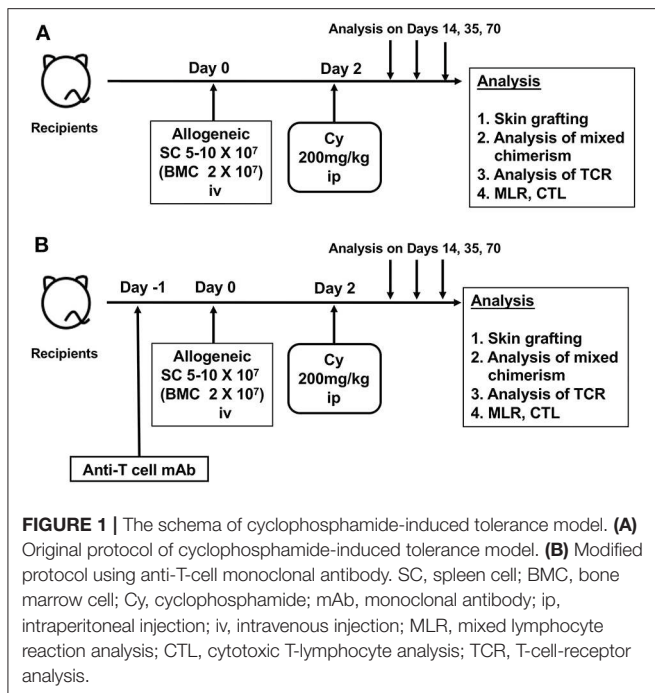 A
Analysis on Days 14, 35, 70
Day 0
Day 2
Recipients
Allogeneic
SC 5-10 X 10⁷
(BMC 2 X 10⁷)
iv
Cy
200mg/kg
ip
Analysis
1. Skin grafting
2. Analysis of mixed
chimerism
3. Analysis of TCR
4. MLR, CTL
B
Analysis on Days 14, 35, 70
Day -1
Day 0
Day 2
Recipients
Allogeneic
SC 5-10 X 10⁷
(BMC 2 X 10⁷)
iv
Cy
200mg/kg
ip
Analysis
1. Skin grafting
2. Analysis of mixed
chimerism
3. Analysis of TCR
4. MLR, CTL
Anti-T cell mAb
FIGURE 1 | The schema of cyclophosphamide-induced tolerance model. (A)
Original protocol of cyclophosphamide-induced tolerance model. (B) Modified
protocol using anti-T-cell monoclonal antibody. SC, spleen cell; BMC, bone
marrow cell; Cy, cyclophosphamide; mAb, monoclonal antibody; ip,
intraperitoneal injection; iv, intravenous injection; MLR, mixed lymphocyte
reaction analysis; CTL, cytotoxic T-lymphocyte analysis; TCR, T-cell-receptor
analysis.